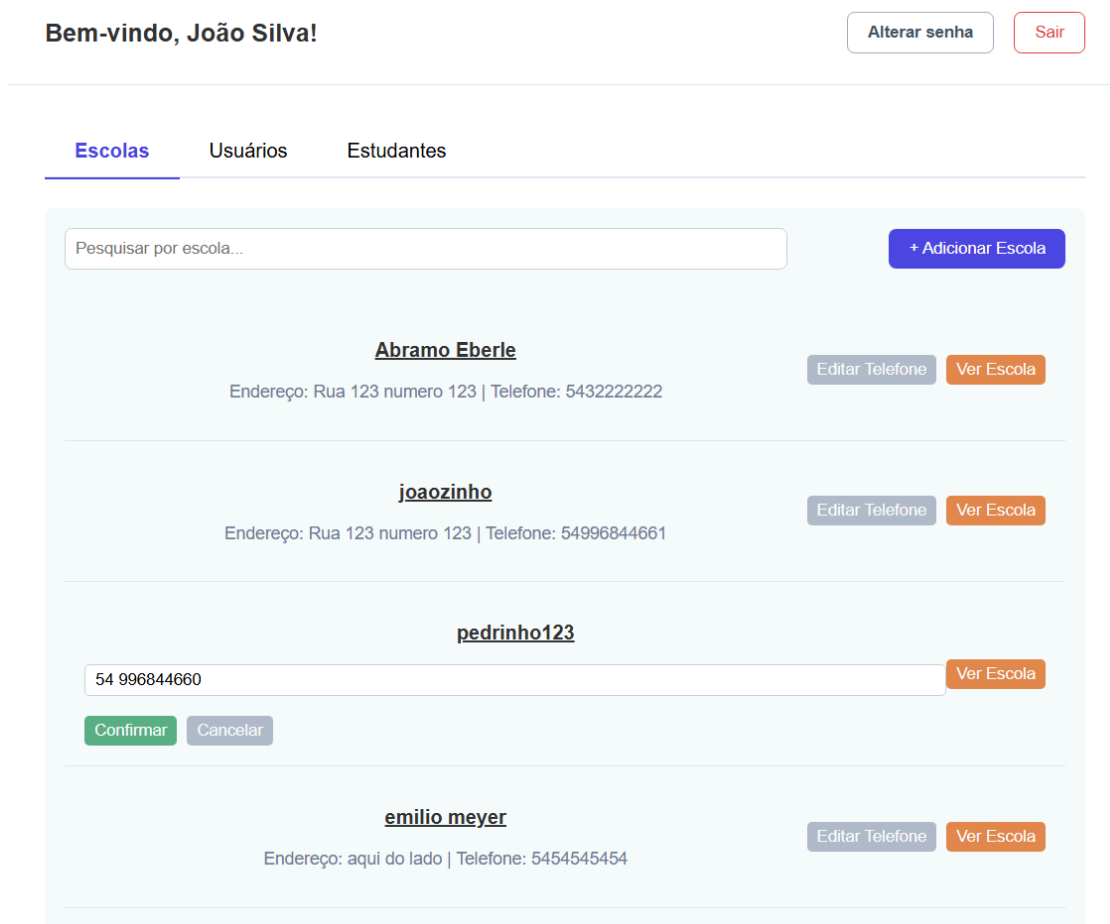 Bem-vindo, João Silva!
Alterar senha
Sair
Escolas
Usuários
Estudantes
Pesquisar por escola...
+ Adicionar Escola
Abramo Eberle
Endereço: Rua 123 numero 123 | Telefone: 5432222222
Editar Telefone
Ver Escola
joaozinho
Endereço: Rua 123 numero 123 | Telefone: 54996844661
Editar Telefone
Ver Escola
pedrinho123
54 996844660
Ver Escola
Confirmar
Cancelar
emilio meyer
Endereço: aqui do lado | Telefone: 5454545454
Editar Telefone
Ver Escola